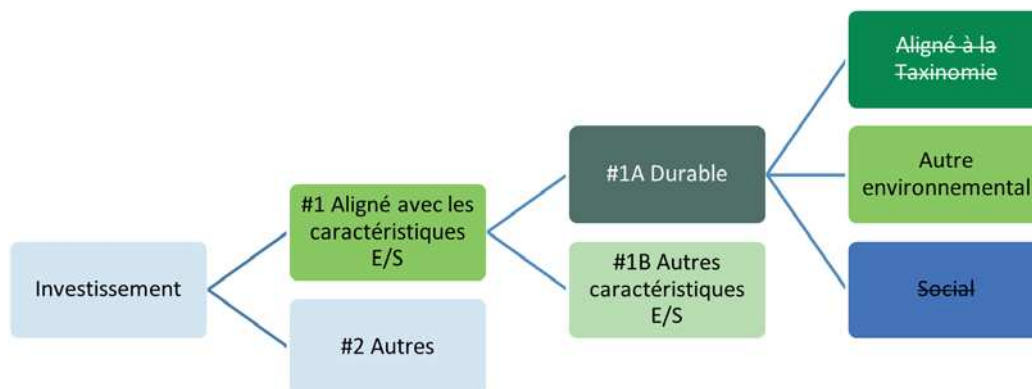 Investissement
#1 Aligné avec les
caractéristiques
E/S
#2 Autres
#1A Durable
#1B Autres
caractéristiques
E/S
Aligné à la
Taxinomie
Autre
environnemental
Social